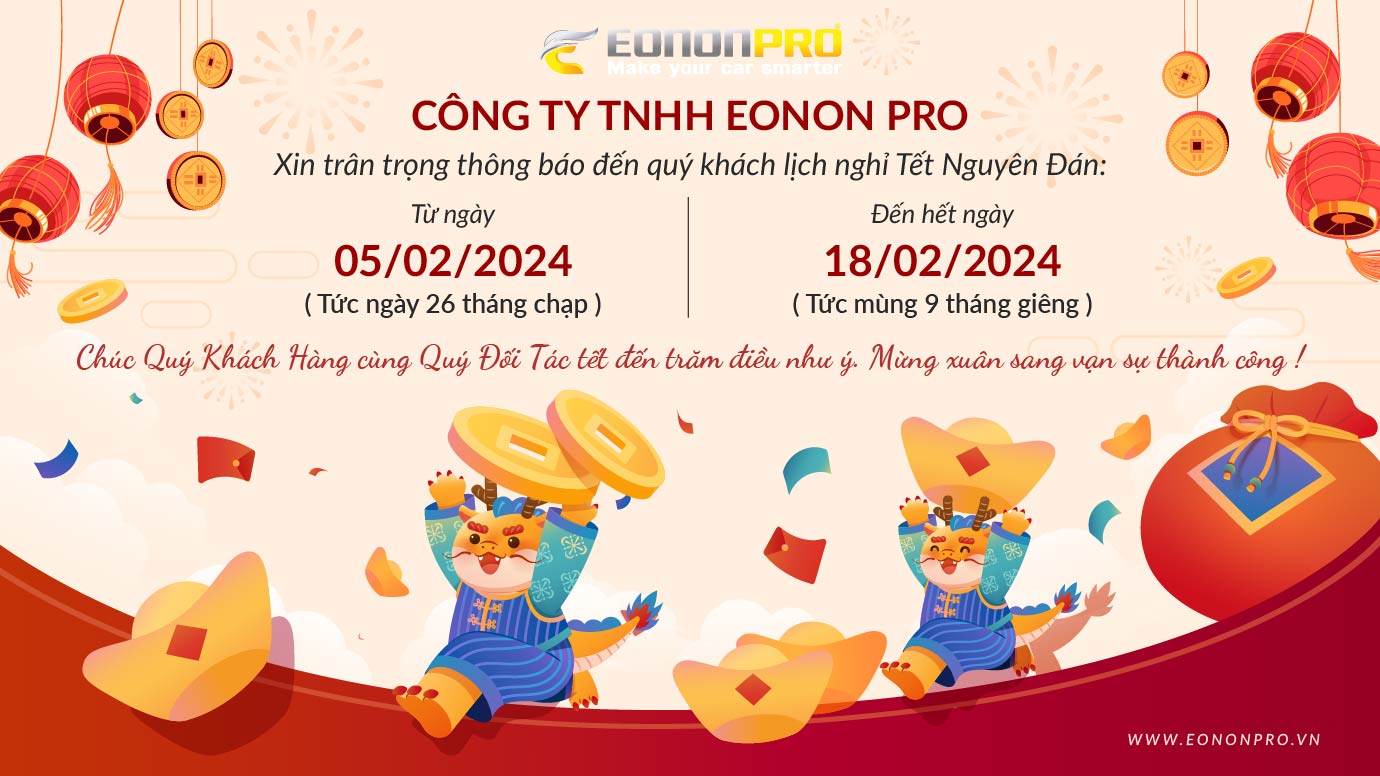 EONONPRO
Make your car smarter
CÔNG TY TNHH EONON PRO
Xin trân trọng thông báo đến quý khách lịch nghỉ Tết Nguyên Đán:
Từ ngày
05/02/2024
( Tức ngày 26 tháng chạp )
Đến hết ngày
18/02/2024
( Tức mùng 9 tháng giêng )
Chúc Quý Khách Hàng cùng Quý Đối Tác tết đến trăm điều như ý. Mừng xuân sang vạn sự thành công !
WWW.EONONPRO.VN